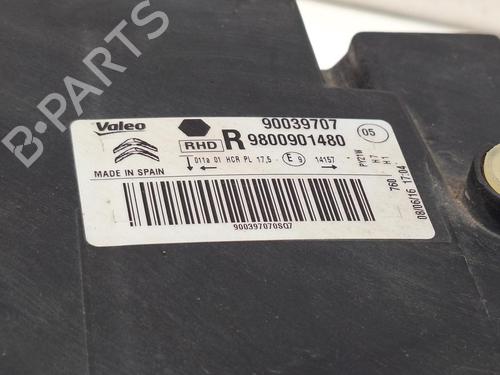 B-PARTS
Valeo
90039707
05
RHD R 9800901480
011a 01 HCR PL 17,5 E9 14157
PY21W H7 H1
MADE IN SPAIN
760
08/06/16 17:04
900397070SQ7